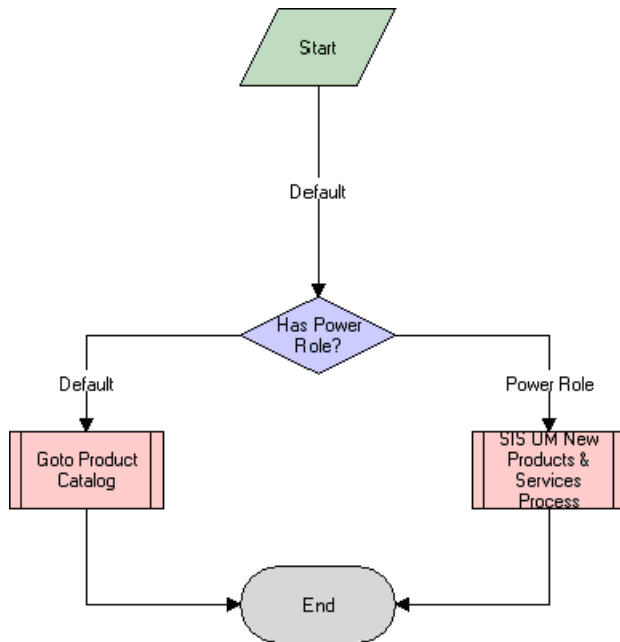 Start
Default
Has Power
Role?
Default
Power Role
Goto Product
Catalog
SIS OM New
Products &
Services
Process
End